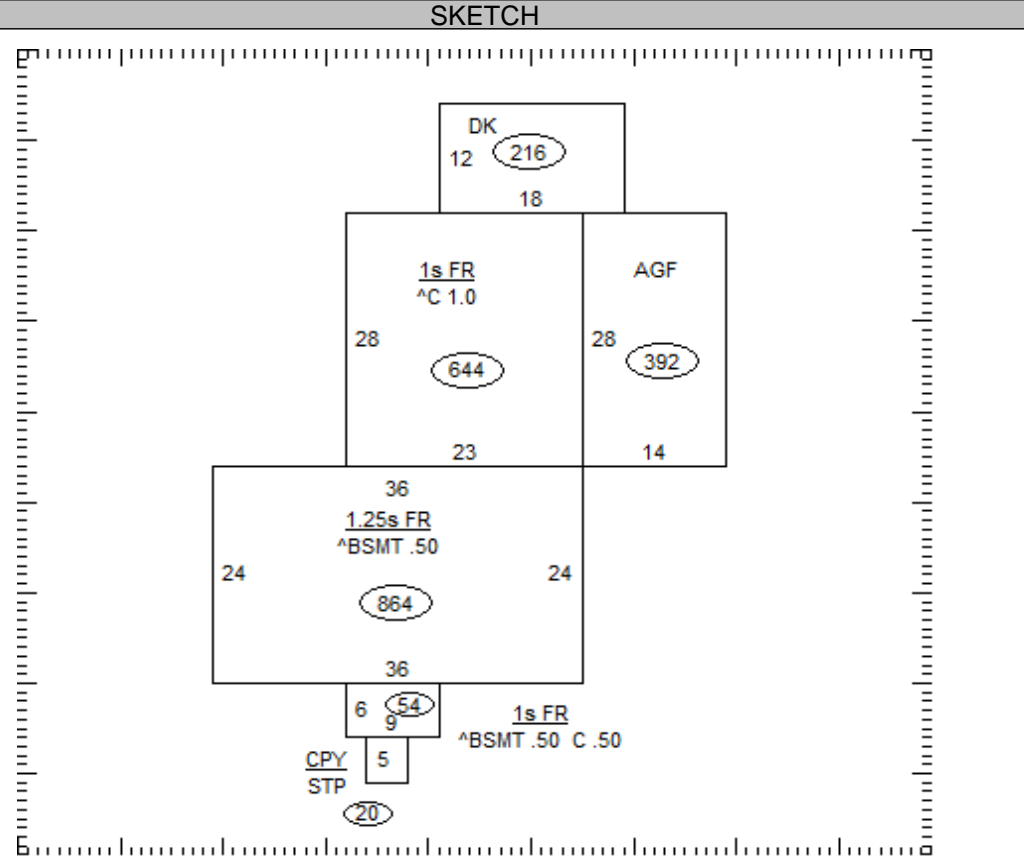 SKETCH
DK
216
12
18
1s FR
^C 1.0
AGF
28
28
644
392
23
14
36
1.25s FR
^BSMT .50
24
24
864
36
6
54
9
1s FR
^BSMT .50 C .50
CPY
5
STP
20